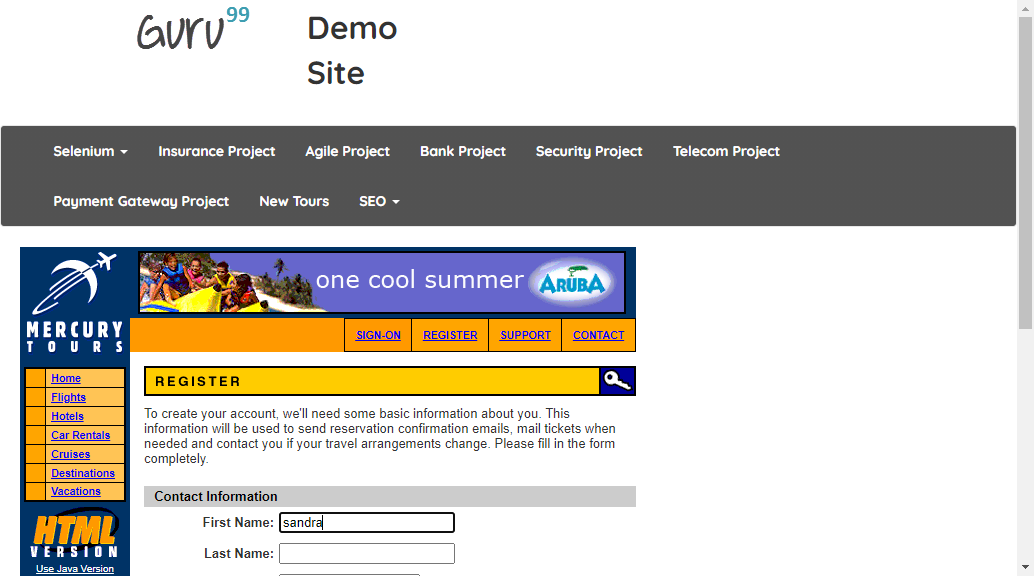 Guru99
Demo
Site
Selenium
Insurance Project
Agile Project
Bank Project
Security Project
Telecom Project
Payment Gateway Project
New Tours
SEO
one cool summer
ARUBA
MERCURY
TOURS
SIGN-ON
REGISTER
SUPPORT
CONTACT
Home
Flights
Hotels
Car Rentals
Cruises
Destinations
Vacations
HTML
VERSION
Use Java Version
REGISTER
To create your account, we'll need some basic information about you. This
information will be used to send reservation confirmation emails, mail tickets when
needed and contact you if your travel arrangements change. Please fill in the form
completely.
Contact Information
First Name: sandra
Last Name: